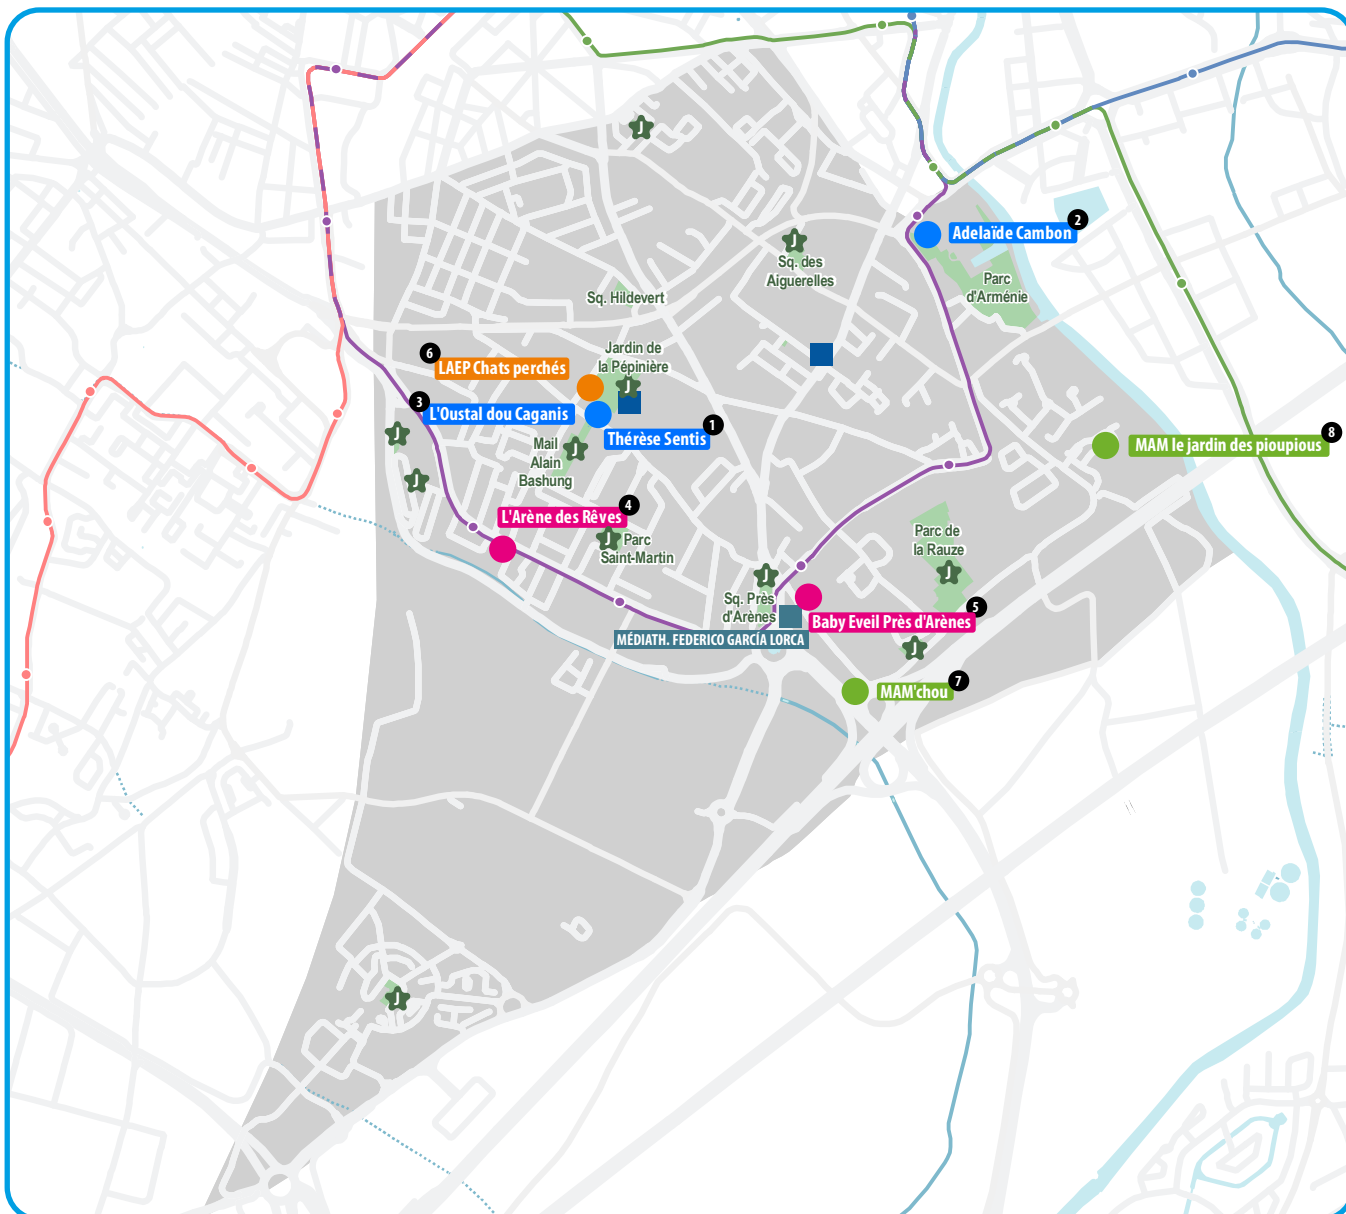 J
2
Adelaïde Cambon
J
Sq. des
Aiguerelles
Parc
d'Arménie
Sq. Hildevert
6
LAEP Chats perchés
Jardin de
la Pépinière
J
3
L'Oustal dou Caganis
1
Thérèse Sentis
8
MAM le jardin des pioupious
J
Mail
Alain
Bashung
J
J
4
L'Arène des Rêves
J
Parc
Saint-Martin
Parc de
la Rauze
J
J
Sq. Près
d'Arènes
5
Baby Eveil Près d'Arènes
MÉDIATH. FEDERICO GARCÍA LORCA
J
7
MAM'chou
J